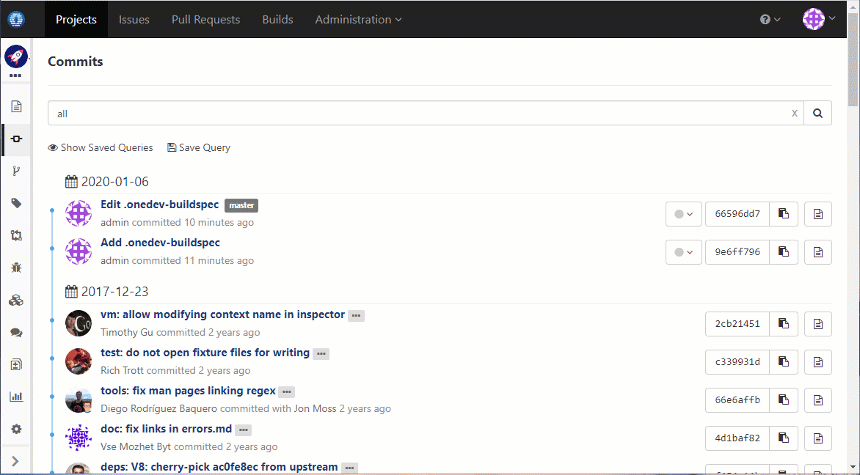 Projects Issues Pull Requests Builds Administration
Commits
all X
Show Saved Queries Save Query
2020-01-06
Edit .onedev-buildspec master
admin committed 10 minutes ago
66596dd7
Add .onedev-buildspec
admin committed 11 minutes ago
9e6ff796
2017-12-23
vm: allow modifying context name in inspector ...
Timothy Gu committed 2 years ago
2cb21451
test: do not open fixture files for writing ...
Rich Trott committed 2 years ago
c339931d
tools: fix man pages linking regex ...
Diego Rodríguez Baquero committed with Jon Moss 2 years ago
66e6affb
doc: fix links in errors.md ...
Vse Mozhet Byt committed 2 years ago
4d1baf82
deps: V8: cherry-pick ac0fe8ec from upstream ...